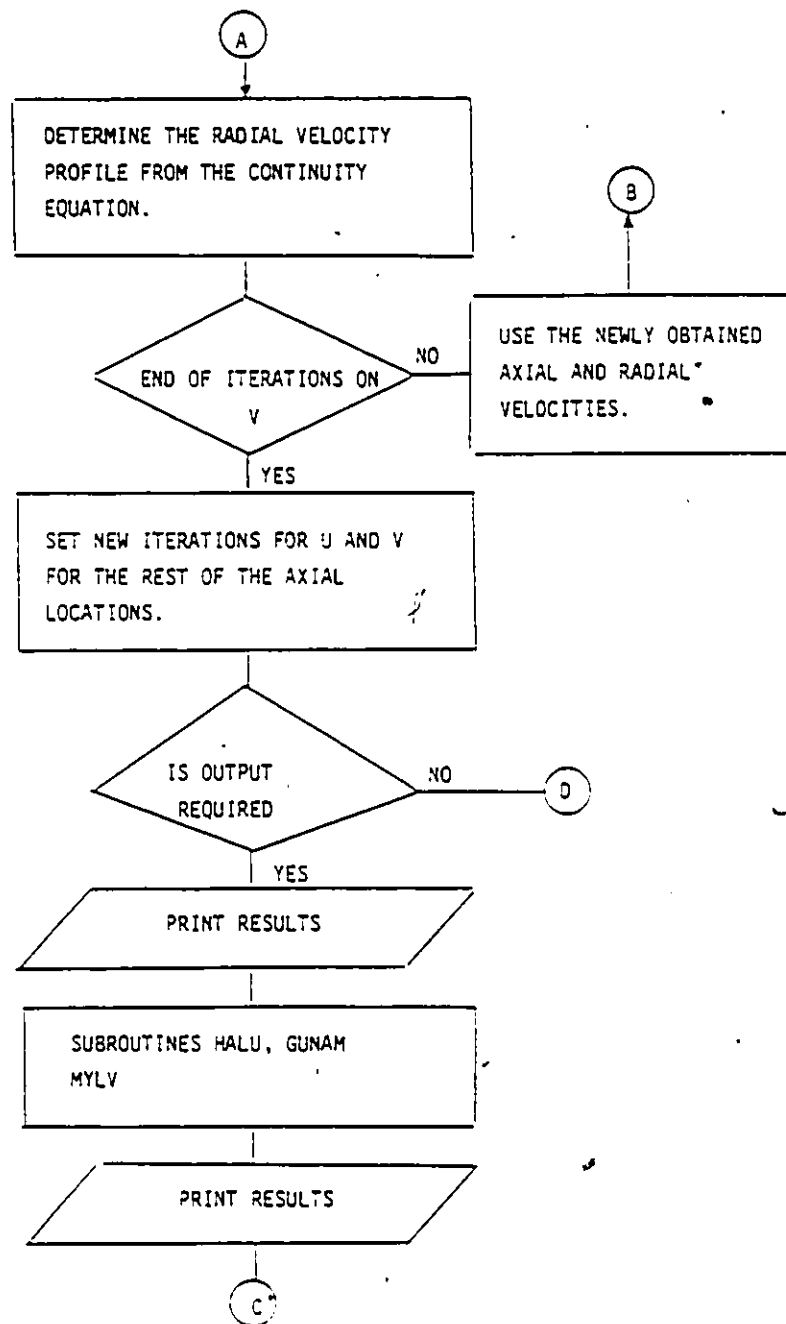 A
DETERMINE THE RADIAL VELOCITY
PROFILE FROM THE CONTINUITY
EQUATION.
B
END OF ITERATIONS ON
V
NO
USE THE NEWLY OBTAINED
AXIAL AND RADIAL
VELOCITIES.
YES
SET NEW ITERATIONS FOR U AND V
FOR THE REST OF THE AXIAL
LOCATIONS.
IS OUTPUT
REQUIRED
NO
D
YES
PRINT RESULTS
SUBROUTINES HALU, GUNAM
MYLV
PRINT RESULTS
C